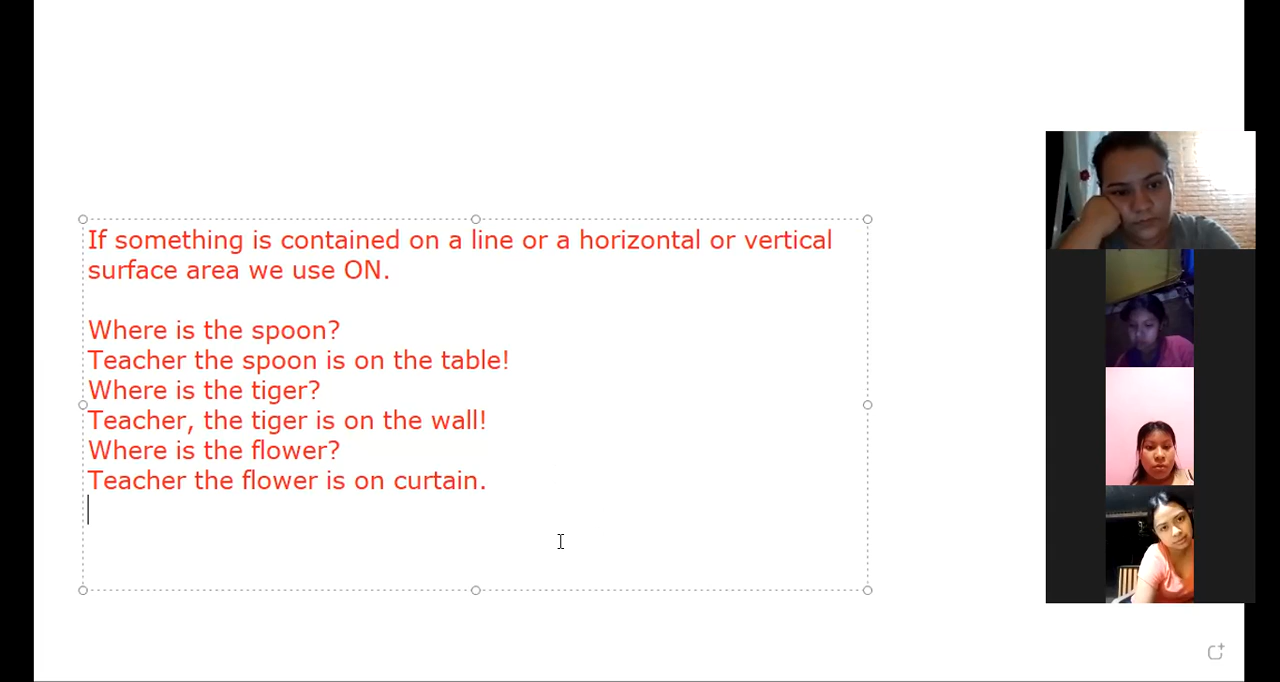 If something is contained on a line or a horizontal or vertical
surface area we use ON.
Where is the spoon?
Teacher the spoon is on the table!
Where is the tiger?
Teacher, the tiger is on the wall!
Where is the flower?
Teacher the flower is on curtain.